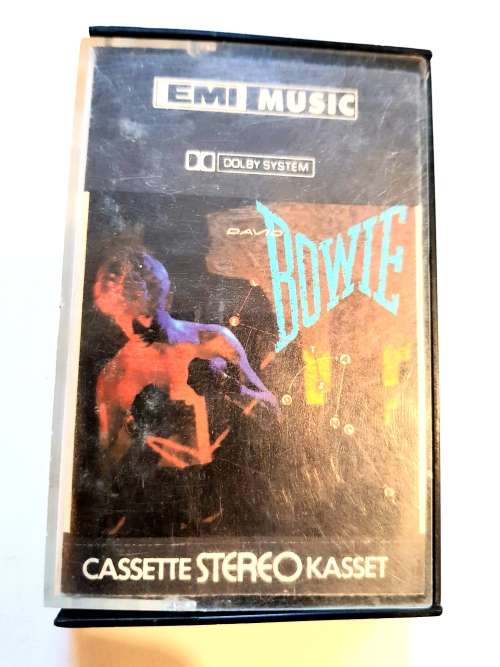 EMI MUSIC
DOLBY SYSTEM
DAVID
BOWIE
CASSETTE STEREO KASSET